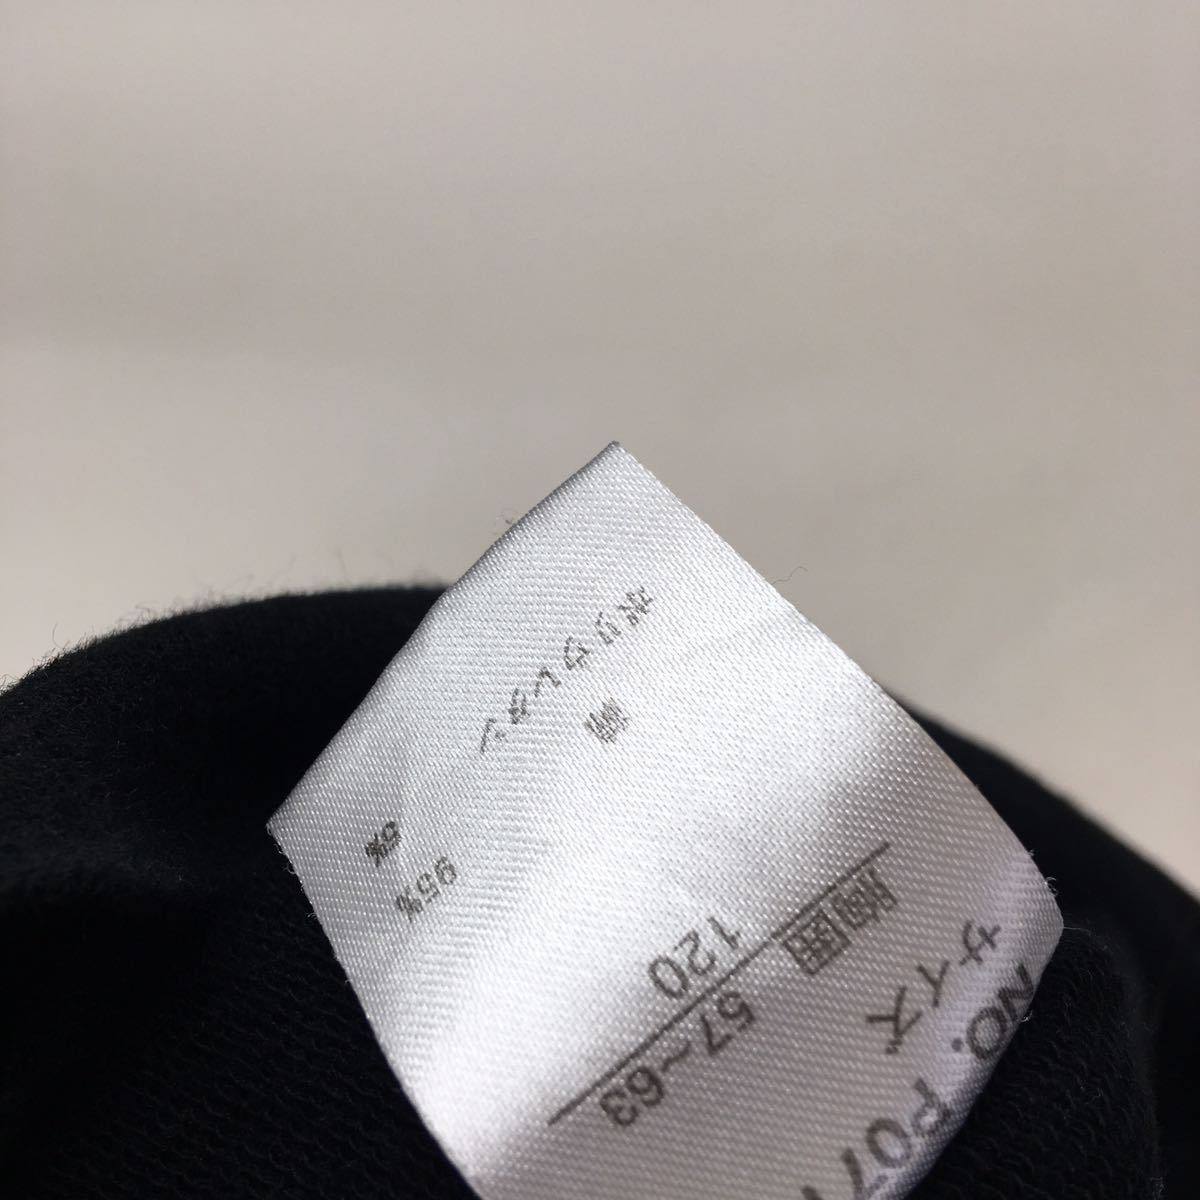 NO. P07
サイズ 120
胸囲 57~63
綿 95%
ポリウレタン 5%